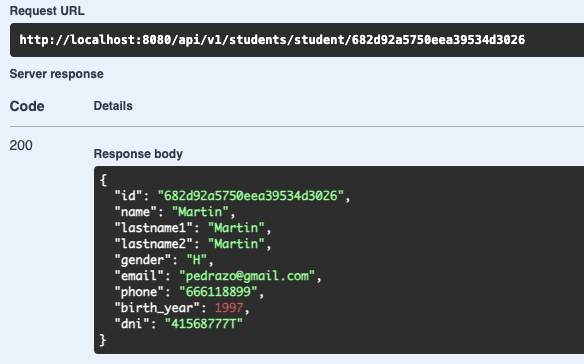 Request URL
http://localhost:8080/api/v1/students/student/682d92a5750eea39534d3026
Server response
Code Details
200
Response body
{
"id": "682d92a5750eea39534d3026",
"name": "Martin",
"lastname1": "Martin",
"lastname2": "Martin",
"gender": "H",
"email": "pedrazo@gmail.com",
"phone": "666118899",
"birth_year": 1997,
"dni": "41568777T"
}